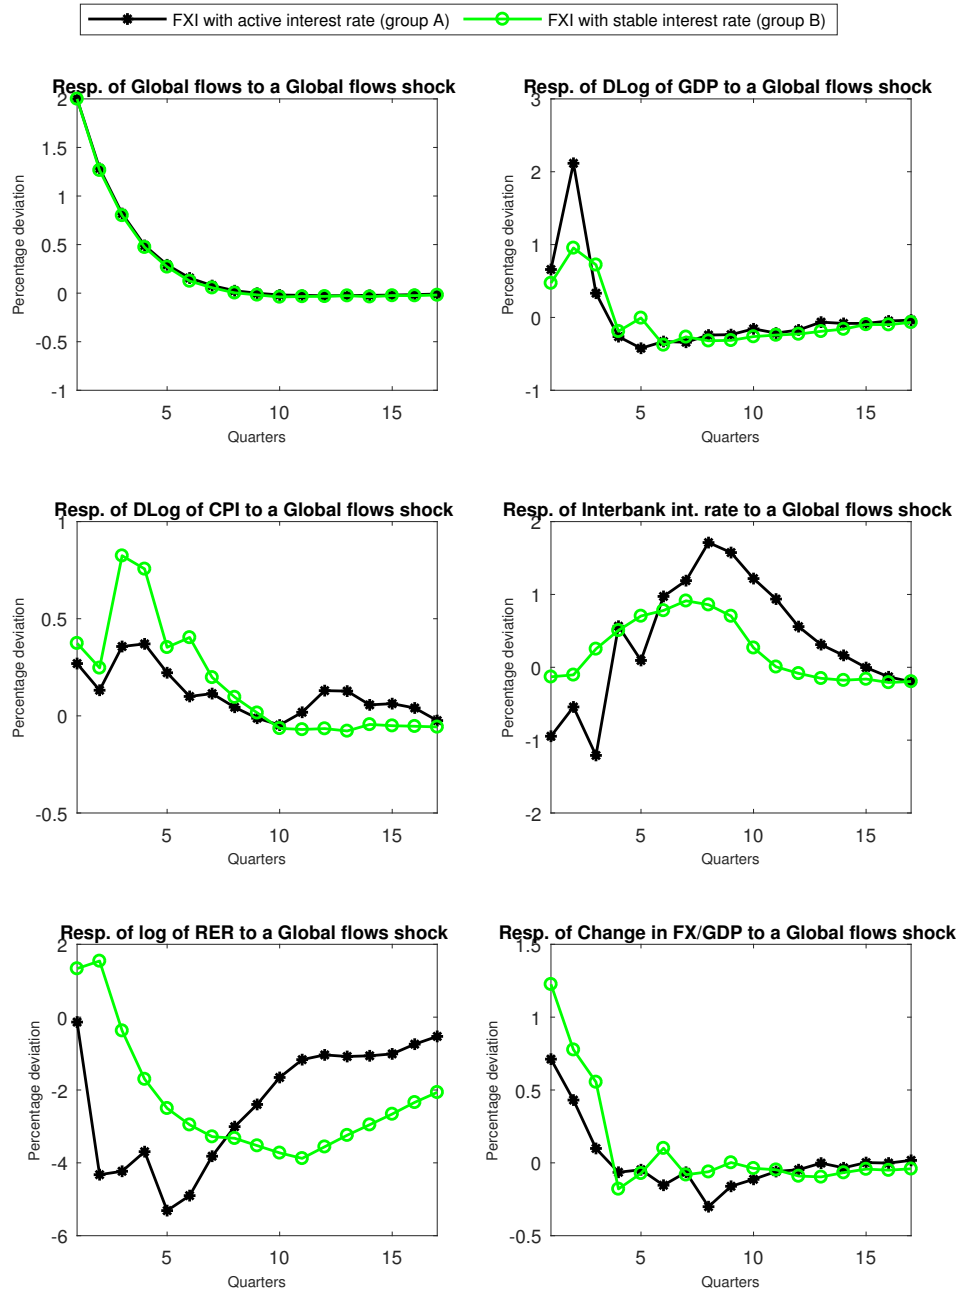 FXI with active interest rate (group A) FXI with stable interest rate (group B)
Resp. of Global flows to a Global flows shock
2
1.5
1
0.5
0
-0.5
-1
Percentage deviation
5 10 15
Quarters
Resp. of DLog of GDP to a Global flows shock
3
2
1
0
-1
Percentage deviation
5 10 15
Quarters
Resp. of DLog of CPI to a Global flows shock
1
0.5
0
-0.5
Percentage deviation
5 10 15
Quarters
Resp. of Interbank int. rate to a Global flows shock
2
1
0
-1
-2
Percentage deviation
5 10 15
Quarters
Resp. of log of RER to a Global flows shock
2
0
-2
-4
-6
Percentage deviation
5 10 15
Quarters
Resp. of Change in FX/GDP to a Global flows shock
1.5
1
0.5
0
-0.5
Percentage deviation
5 10 15
Quarters